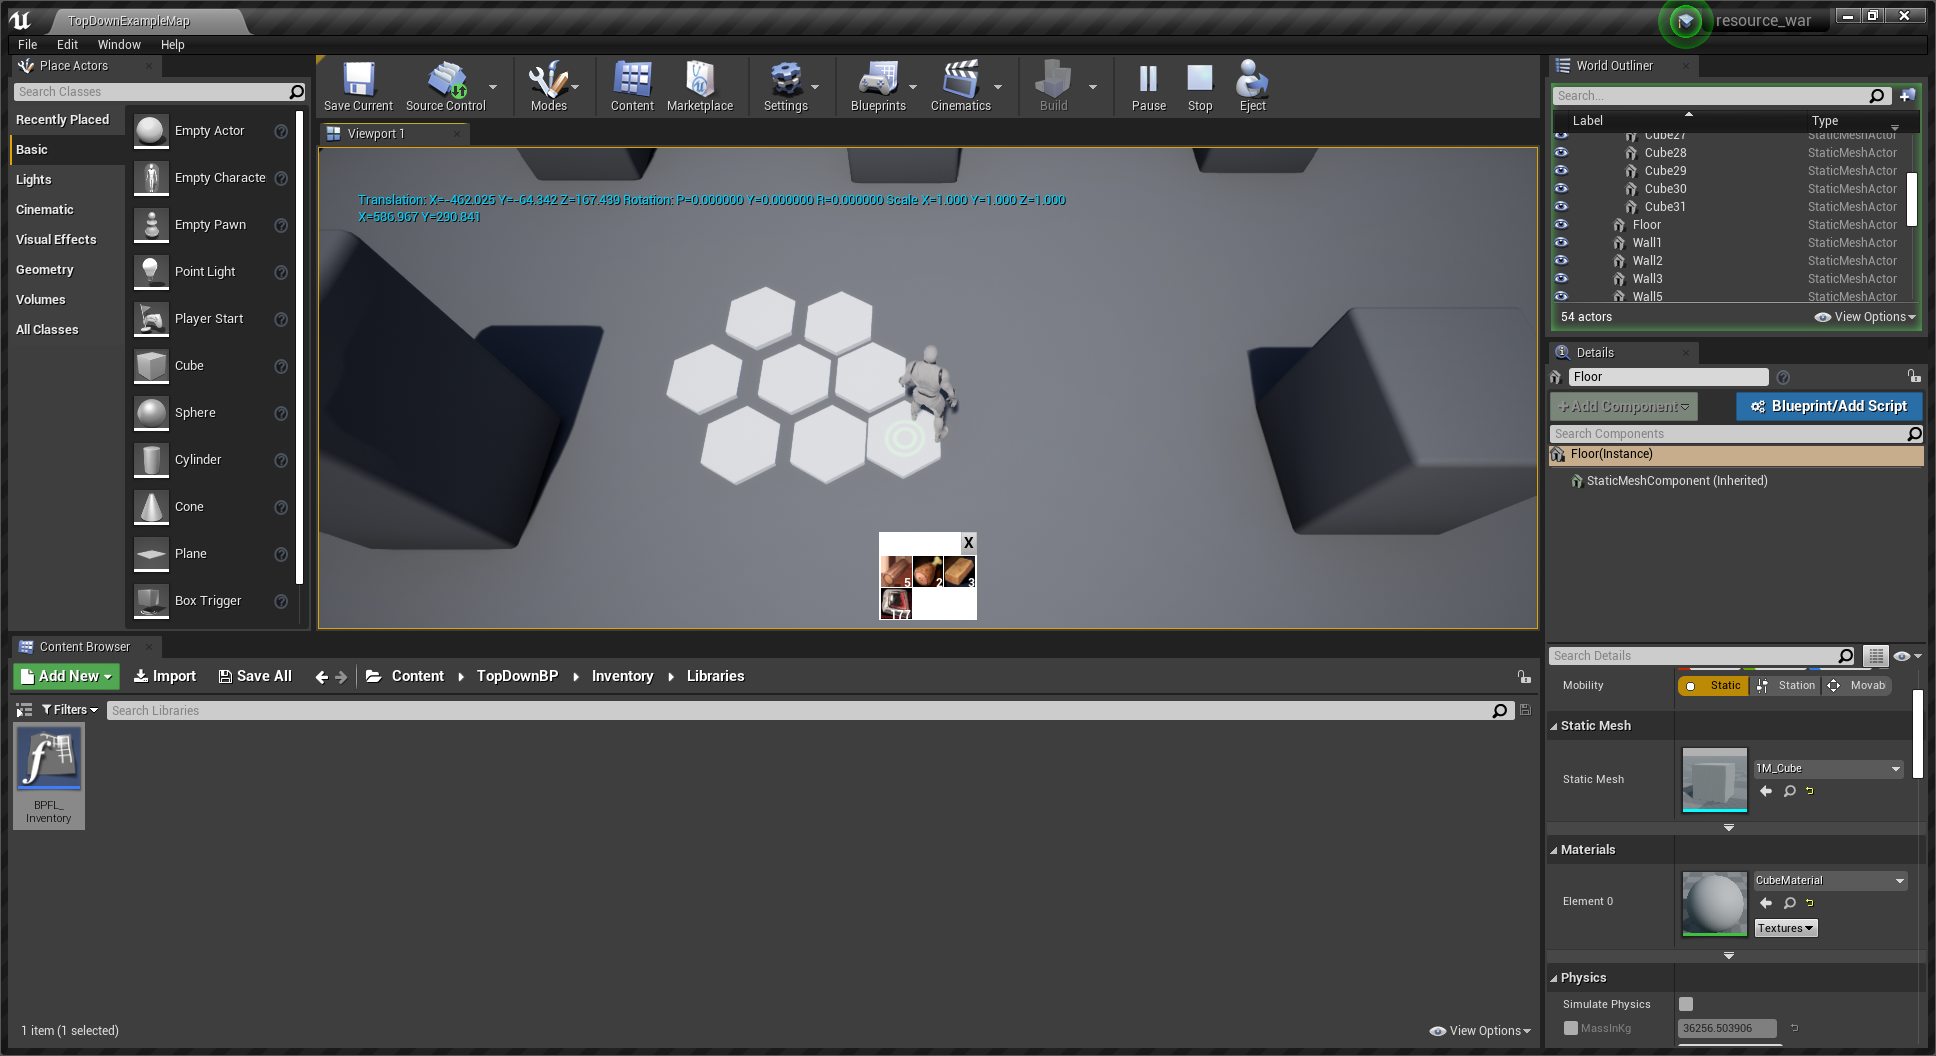 TopDownExampleMap
resource_war
File Edit Window Help
Place Actors
Search Classes
Recently Placed
Basic
Lights
Cinematic
Visual Effects
Geometry
Volumes
All Classes
Empty Actor
Empty Characte
Empty Pawn
Point Light
Player Start
Cube
Sphere
Cylinder
Cone
Plane
Box Trigger
Save Current
Source Control
Modes
Content
Marketplace
Settings
Blueprints
Cinematics
Build
Pause
Stop
Eject
Viewport 1
Translation: X=-462.025 Y=-64.342 Z=167.439 Rotation: P=0.000000 Y=0.000000 R=0.000000 Scale X=1.000 Y=1.000 Z=1.000
X=586.967 Y=290.841
X
5 2 3
177
World Outliner
Search...
Label Type
Cube27 StaticMeshActor
Cube28 StaticMeshActor
Cube29 StaticMeshActor
Cube30 StaticMeshActor
Cube31 StaticMeshActor
Floor StaticMeshActor
Wall1 StaticMeshActor
Wall2 StaticMeshActor
Wall3 StaticMeshActor
Wall5 StaticMeshActor
54 actors View Options
Details
Floor
+Add Component Blueprint/Add Script
Search Components
Floor(Instance)
StaticMeshComponent (Inherited)
Search Details
Mobility Static Station Movab
Static Mesh
Static Mesh 1M_Cube
Materials
Element 0 CubeMaterial
Textures
Physics
Simulate Physics
MassInKg 36256.503906
Content Browser
Add New Import Save All Content TopDownBP Inventory Libraries
Filters Search Libraries
BPFL_
Inventory
1 item (1 selected) View Options